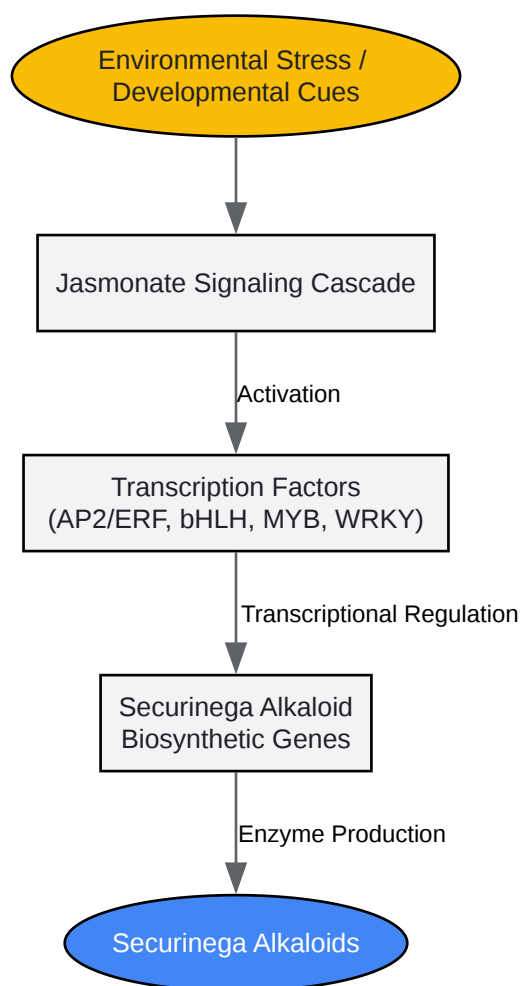 Environmental Stress /
Developmental Cues
Jasmonate Signaling Cascade
Activation
Transcription Factors
(AP2/ERF, bHLH, MYB, WRKY)
Transcriptional Regulation
Securinega Alkaloid
Biosynthetic Genes
Enzyme Production
Securinega Alkaloids